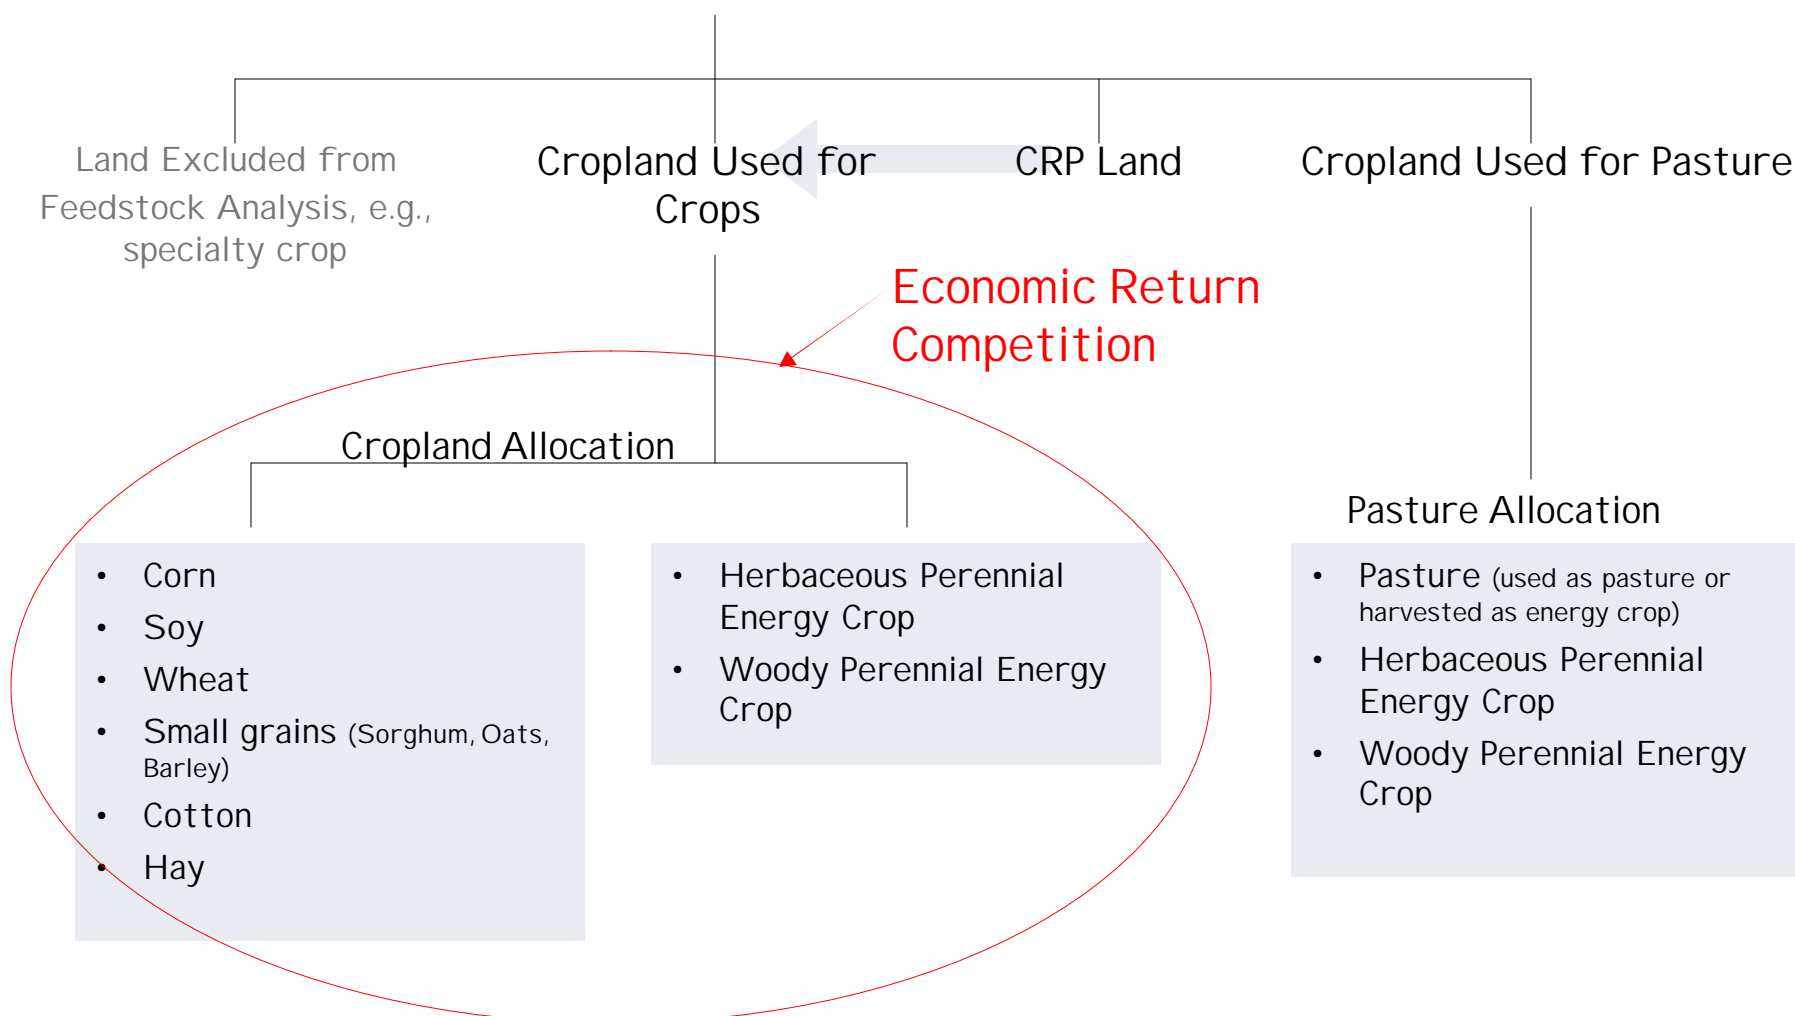 Land Excluded from
Feedstock Analysis, e.g.,
specialty crop
Cropland Used for
Crops
CRP Land
Cropland Used for Pasture
Economic Return
Competition
Cropland Allocation
• Corn
• Soy
• Wheat
• Small grains (Sorghum, Oats,
Barley)
• Cotton
• Hay
• Herbaceous Perennial
Energy Crop
• Woody Perennial Energy
Crop
Pasture Allocation
• Pasture (used as pasture or
harvested as energy crop)
• Herbaceous Perennial
Energy Crop
• Woody Perennial Energy
Crop